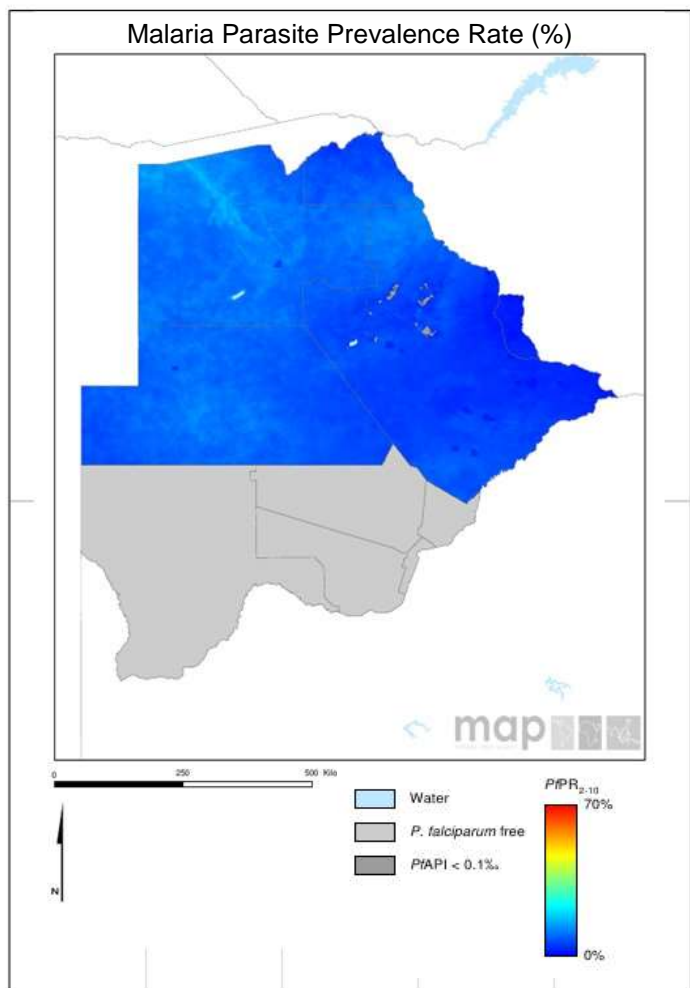 Malaria Parasite Prevalence Rate (%)
map
0 250 500 Kilo
Water
P. falciparum free
PfAPI < 0.1‰
N
PfPR2-10
70%
0%